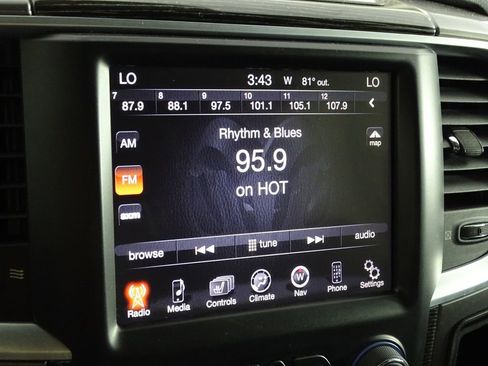 LO 3:43 W 81° out. LO
7 8 9 10 11 12
87.9 88.1 97.5 101.1 105.1 107.9
Rhythm & Blues
AM
map
95.9
FM
on HOT
sxm
browse tune audio
Radio Media Controls Climate W Nav Phone Settings